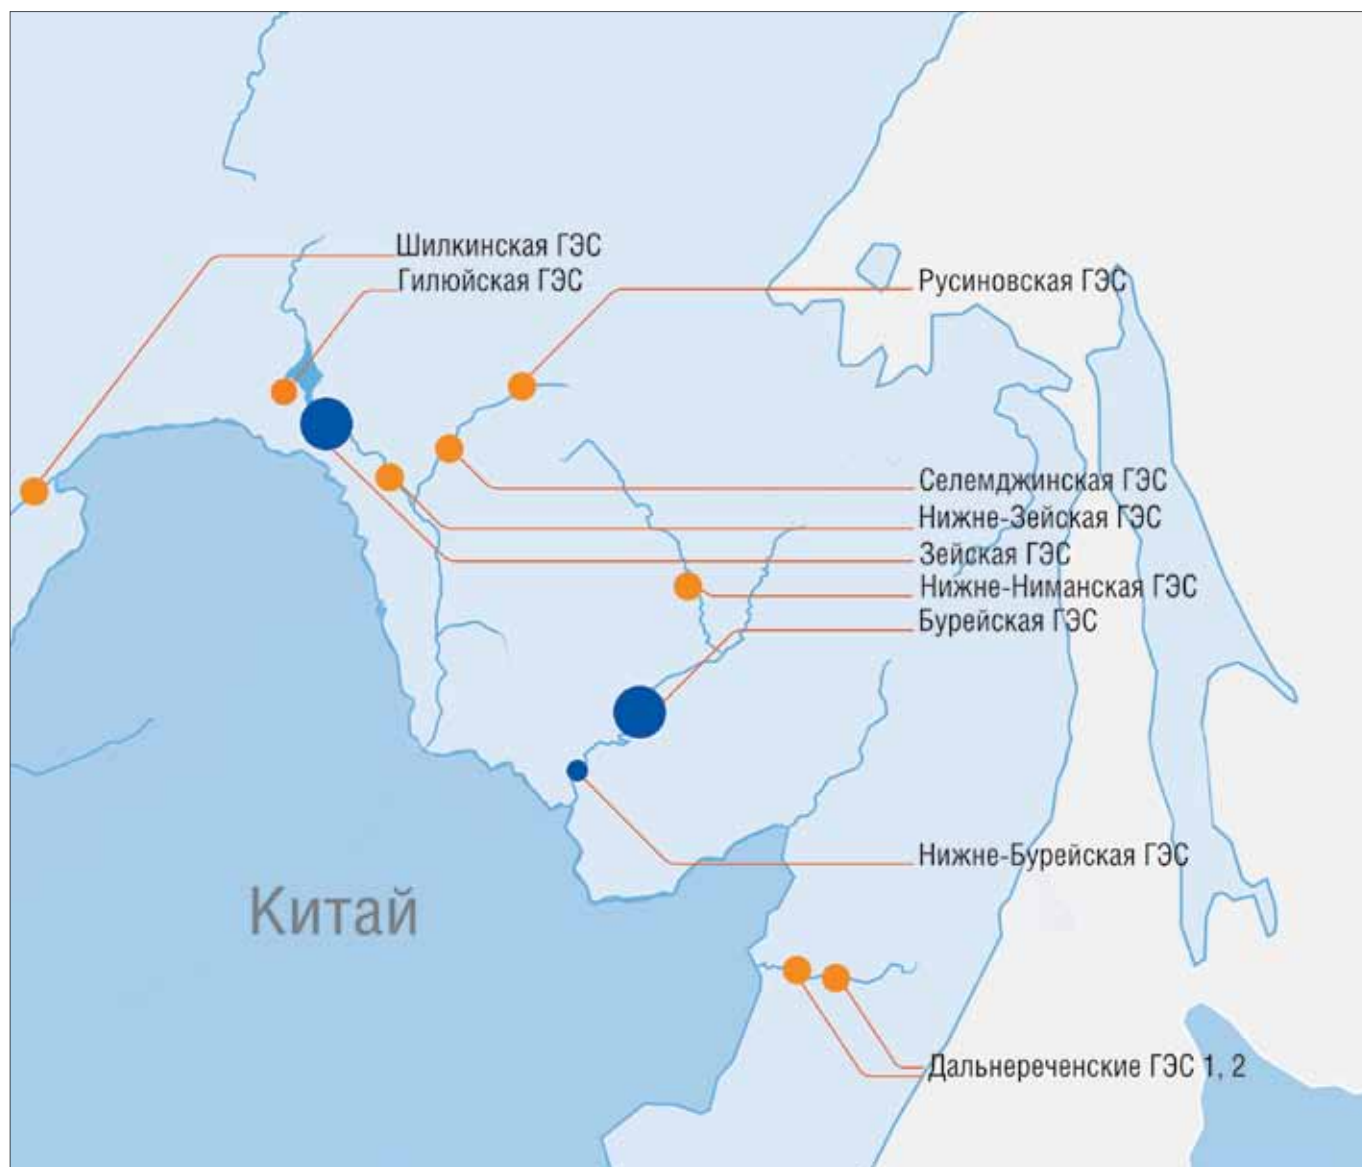 Шилкинская ГЭС
Гилюйская ГЭС
Русиновская ГЭС
Селемджинская ГЭС
Нижне-Зейская ГЭС
Зейская ГЭС
Нижне-Ниманская ГЭС
Бурейская ГЭС
Нижне-Бурейская ГЭС
Китай
Дальнереченские ГЭС 1, 2